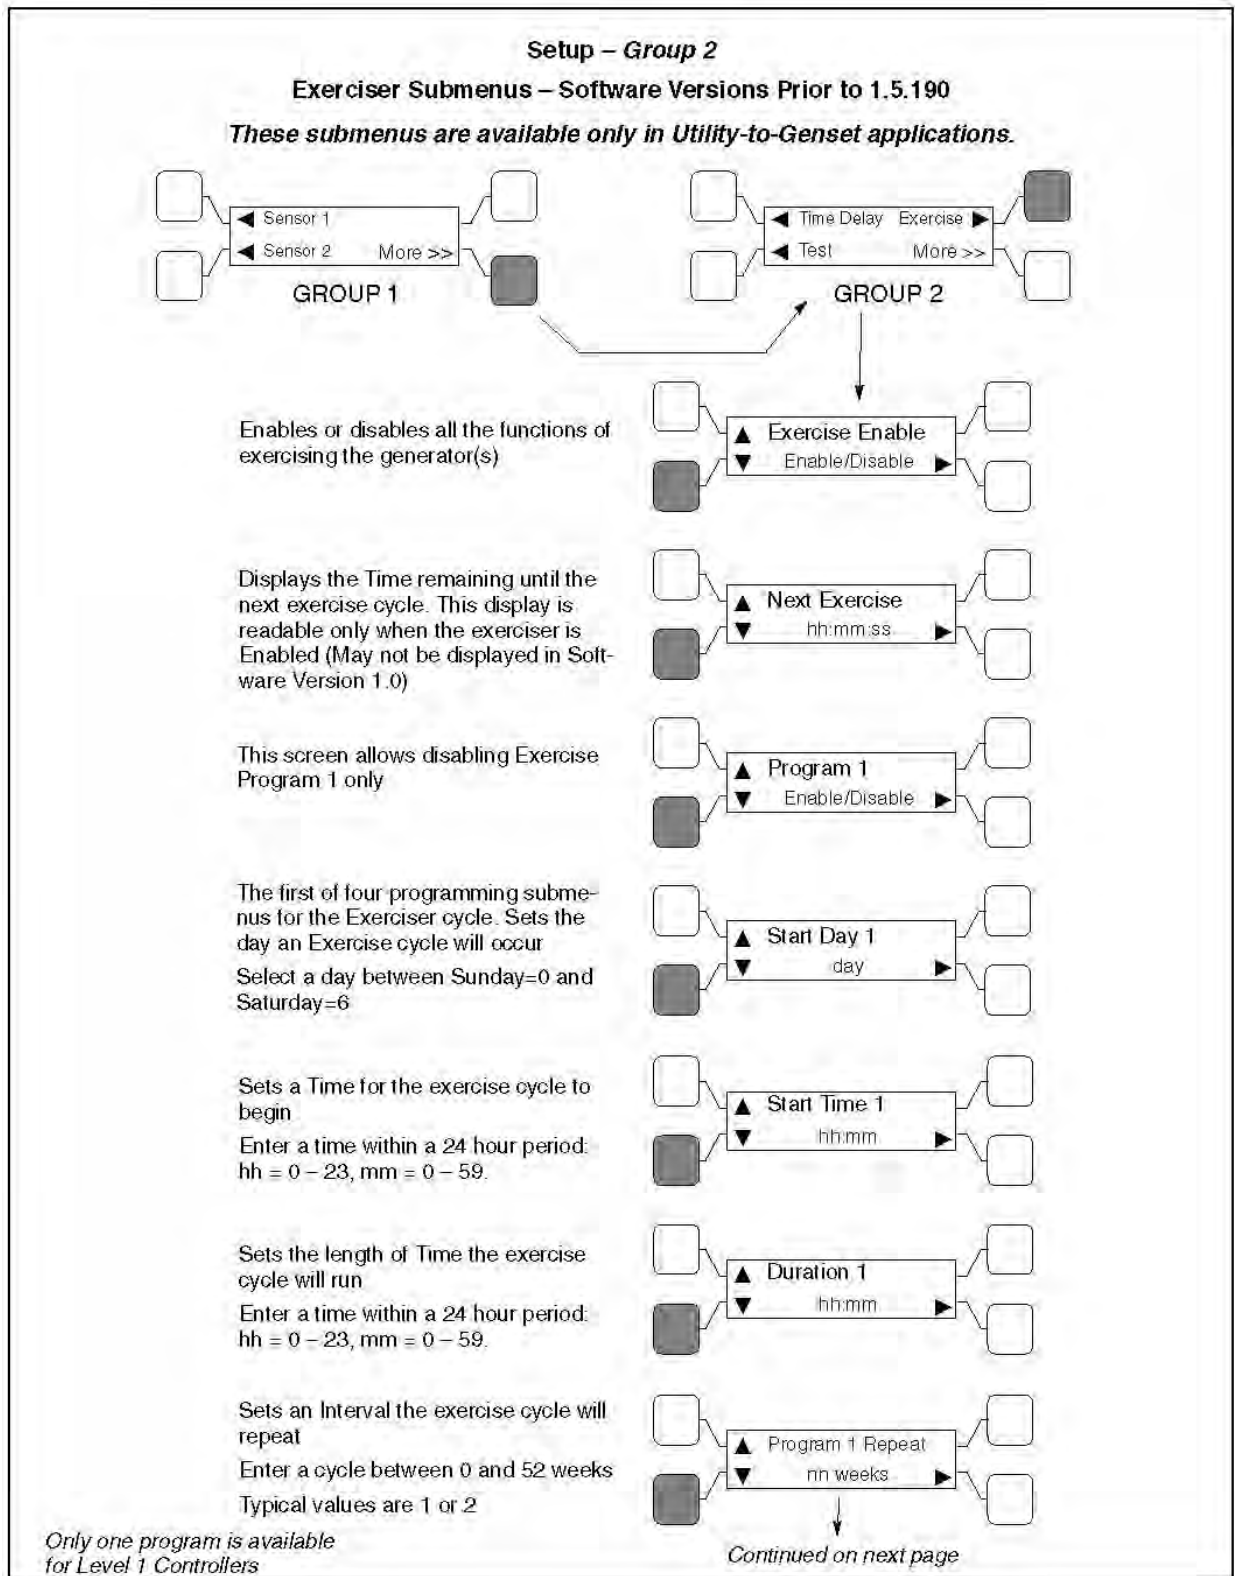 Setup – Group 2
Exerciser Submenus – Software Versions Prior to 1.5.190
These submenus are available only in Utility-to-Genset applications.
◀ Sensor 1
◀ Sensor 2 More >>
GROUP 1
◀ Time Delay Exercise ▶
◀ Test More >>
GROUP 2
Enables or disables all the functions of
exercising the generator(s)
▲ Exercise Enable
▼ Enable/Disable ▶
Displays the Time remaining until the
next exercise cycle. This display is
readable only when the exerciser is
Enabled (May not be displayed in Soft-
ware Version 1.0)
▲ Next Exercise
▼ hh:mm:ss ▶
This screen allows disabling Exercise
Program 1 only
▲ Program 1
▼ Enable/Disable ▶
The first of four programming subme-
nus for the Exerciser cycle. Sets the
day an Exercise cycle will occur
Select a day between Sunday=0 and
Saturday=6
▲ Start Day 1
▼ day ▶
Sets a Time for the exercise cycle to
begin
Enter a time within a 24 hour period:
hh = 0 – 23, mm = 0 – 59.
▲ Start Time 1
▼ hh:mm ▶
Sets the length of Time the exercise
cycle will run
Enter a time within a 24 hour period:
hh = 0 – 23, mm = 0 – 59.
▲ Duration 1
▼ hh:mm ▶
Sets an Interval the exercise cycle will
repeat
Enter a cycle between 0 and 52 weeks
Typical values are 1 or 2
▲ Program 1 Repeat
▼ nn weeks ▶
Only one program is available
for Level 1 Controllers
Continued on next page